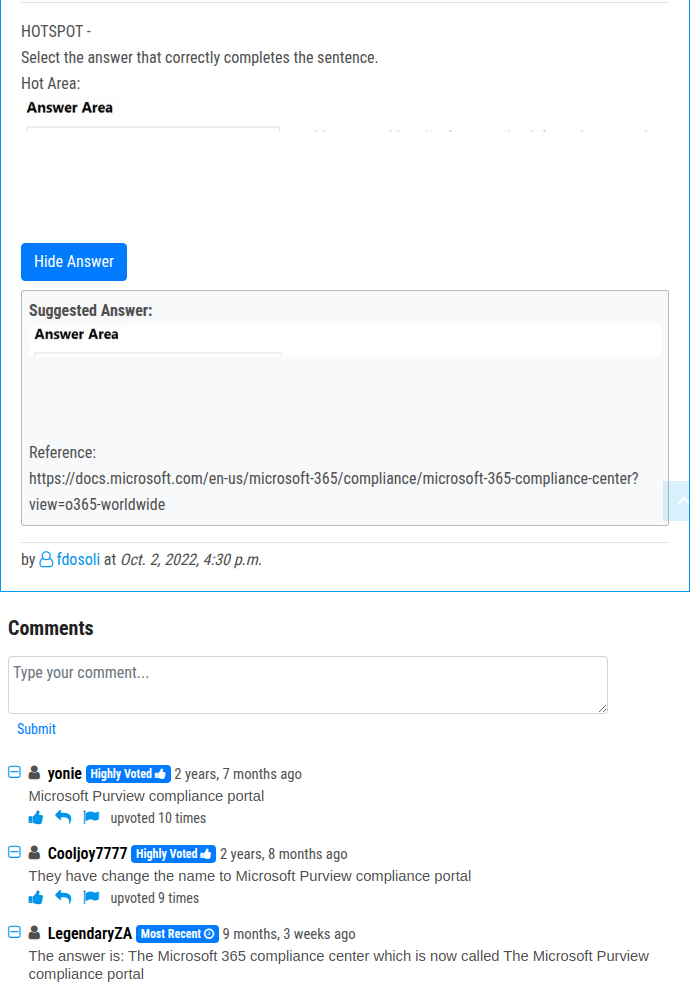 HOTSPOT -
Select the answer that correctly completes the sentence.
Hot Area:
Answer Area
Hide Answer
Suggested Answer:
Answer Area
Reference:
https://docs.microsoft.com/en-us/microsoft-365/compliance/microsoft-365-compliance-center?
view=o365-worldwide
by fdosoli at Oct. 2, 2022, 4:30 p.m.
Comments
Type your comment...
Submit
yonie Highly Voted 2 years, 7 months ago
Microsoft Purview compliance portal
upvoted 10 times
Cooljoy7777 Highly Voted 2 years, 8 months ago
They have change the name to Microsoft Purview compliance portal
upvoted 9 times
LegendaryZA Most Recent 9 months, 3 weeks ago
The answer is: The Microsoft 365 compliance center which is now called The Microsoft Purview
compliance portal